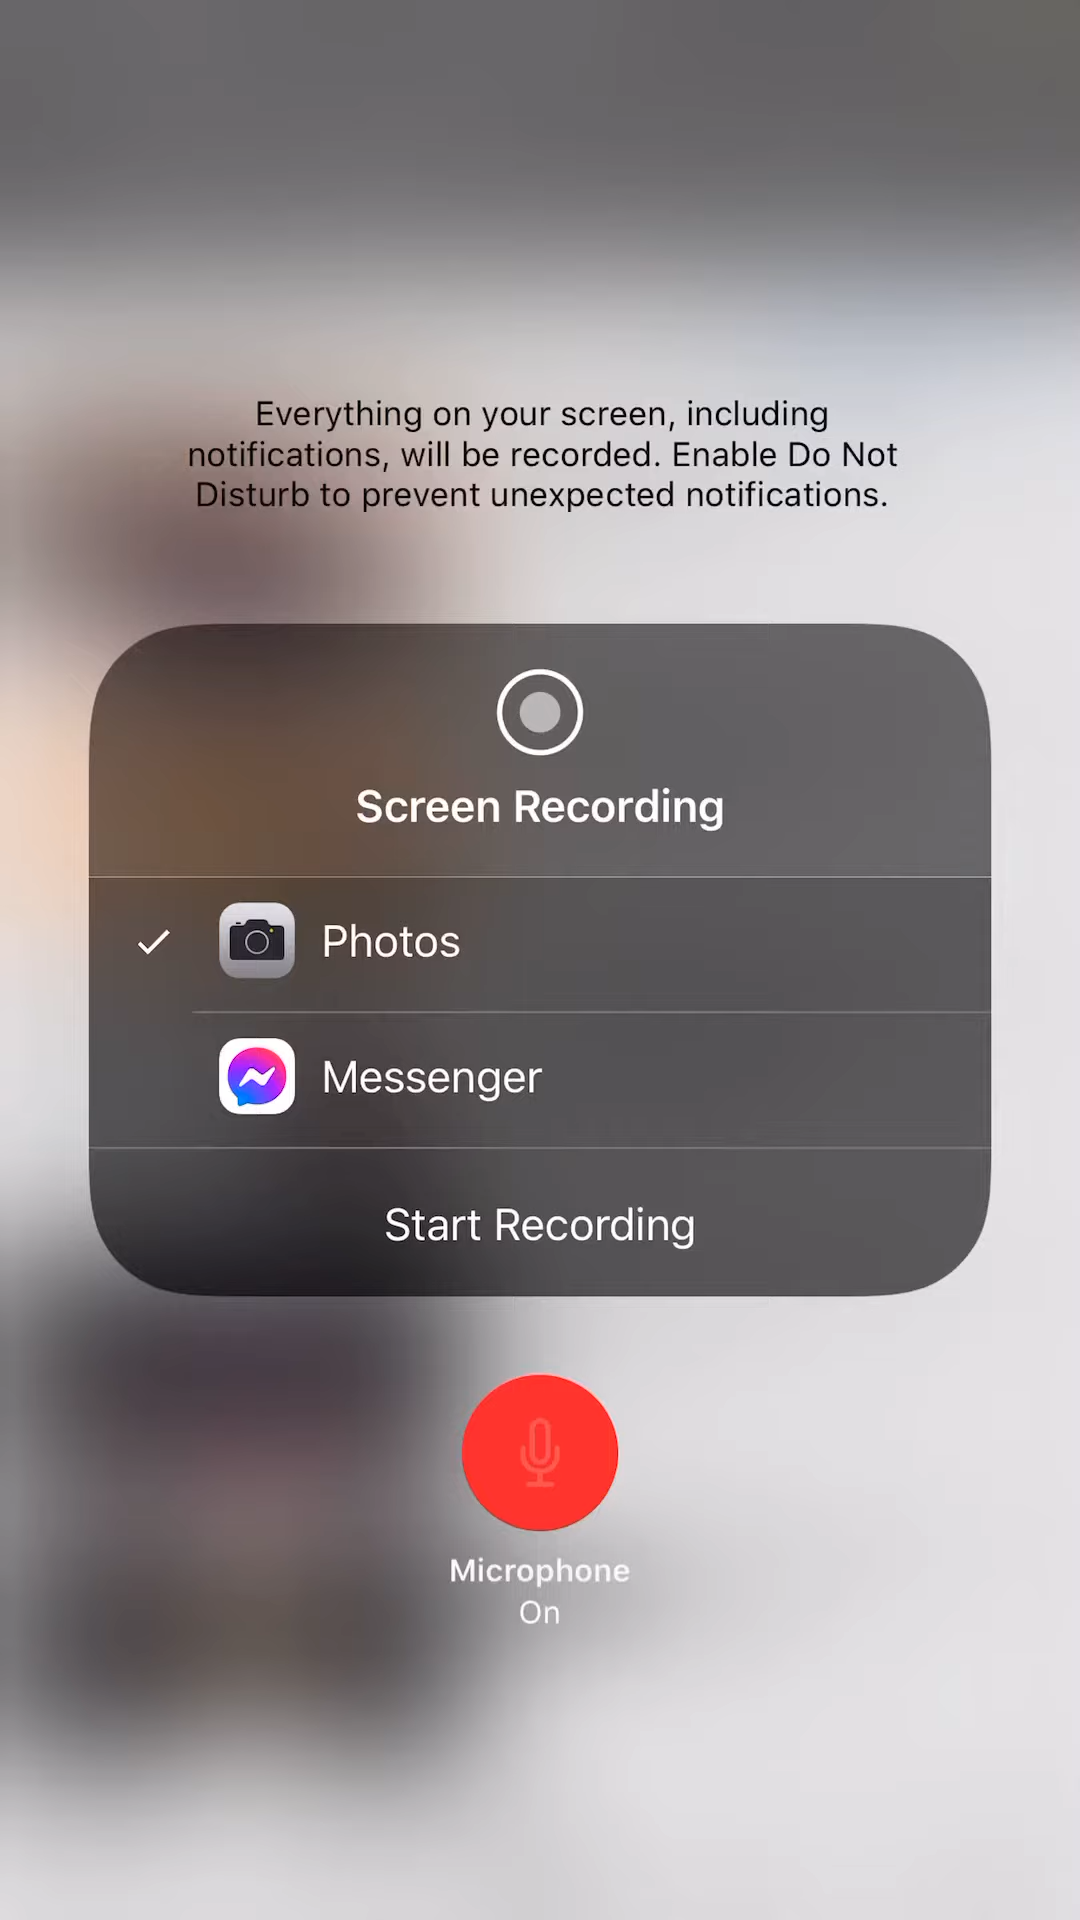 Everything on your screen, including
notifications, will be recorded. Enable Do Not
Disturb to prevent unexpected notifications.
Screen Recording
Photos
Messenger
Start Recording
Microphone
On